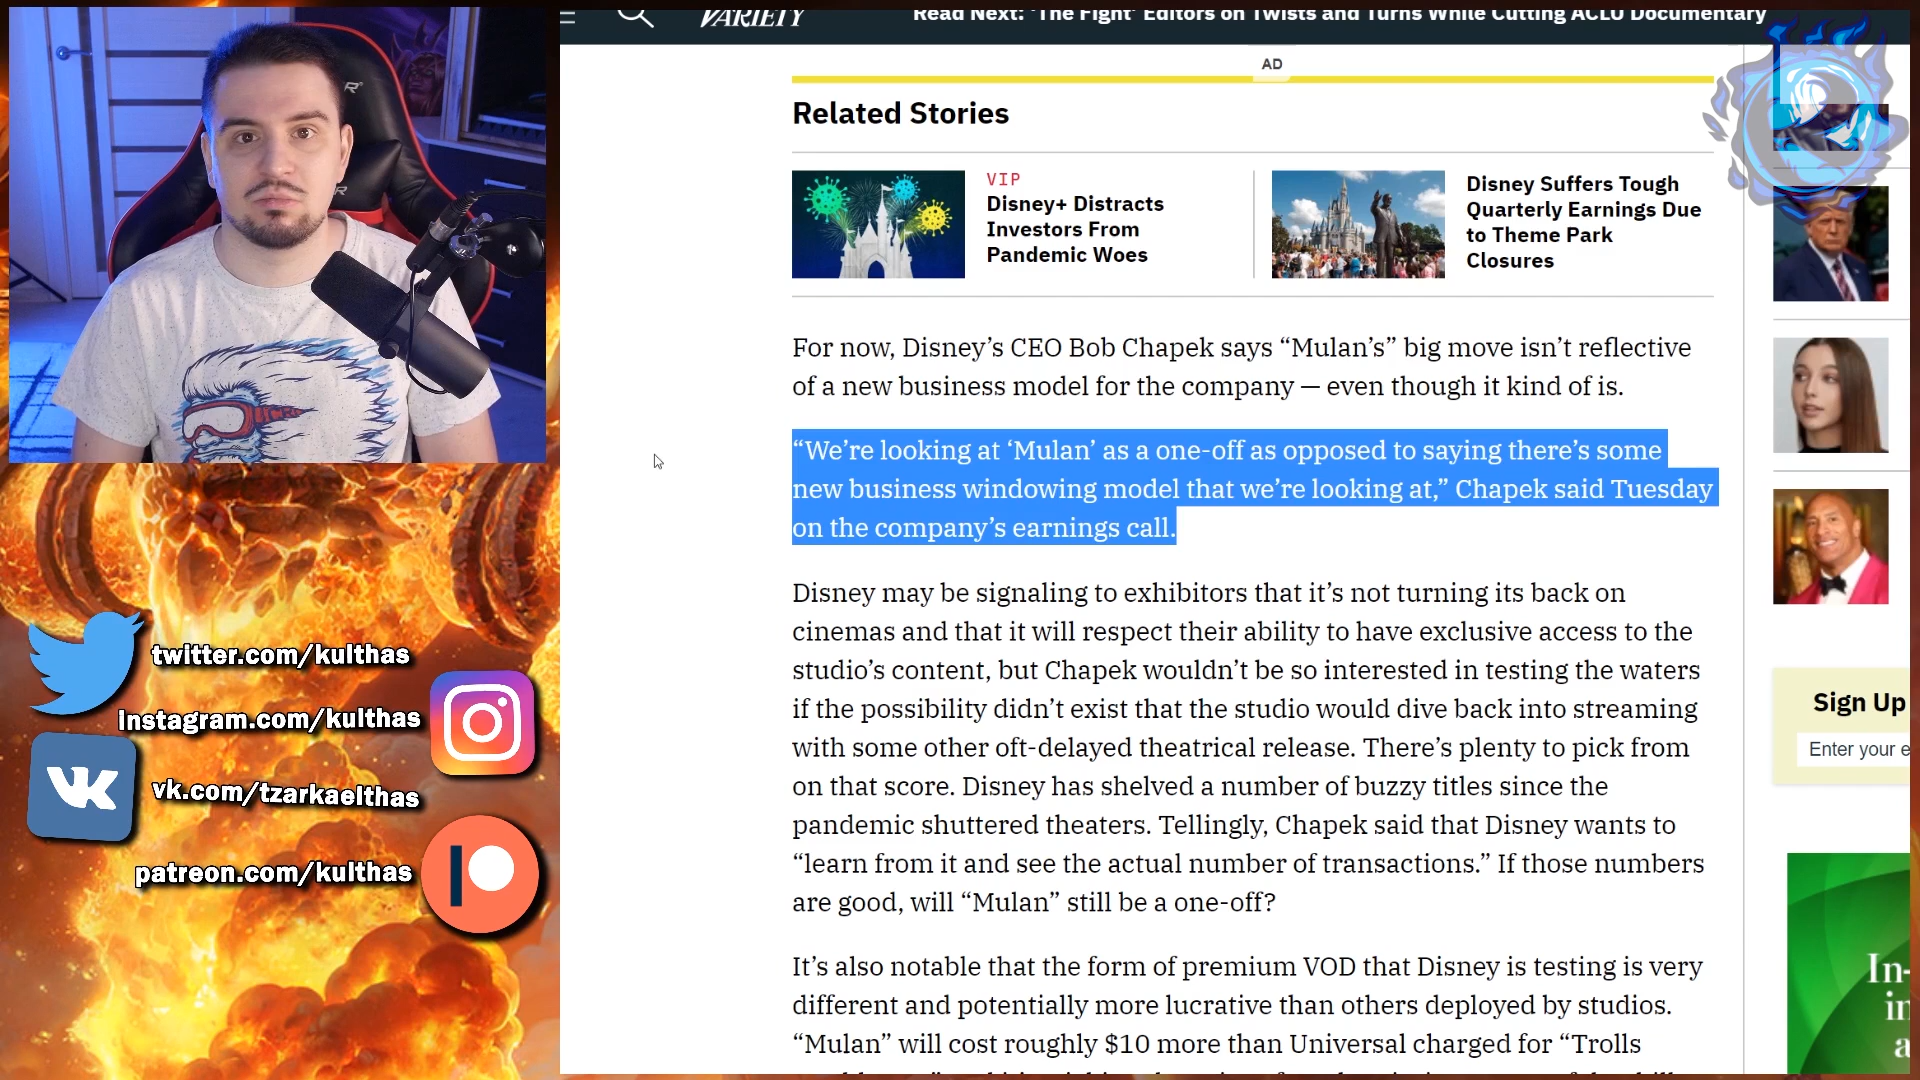 VARIETY
Read Next: ‘The Fight’ Editors on Twists and Turns While Cutting ACLU Documentary
AD
Related Stories
VIP
Disney+ Distracts
Investors From
Pandemic Woes
Disney Suffers Tough
Quarterly Earnings Due
to Theme Park
Closures
For now, Disney’s CEO Bob Chapek says “Mulan’s” big move isn’t reflective
of a new business model for the company — even though it kind of is.
“We’re looking at ‘Mulan’ as a one-off as opposed to saying there’s some
new business windowing model that we’re looking at,” Chapek said Tuesday
on the company’s earnings call.
Disney may be signaling to exhibitors that it’s not turning its back on
cinemas and that it will respect their ability to have exclusive access to the
studio’s content, but Chapek wouldn’t be so interested in testing the waters
if the possibility didn’t exist that the studio would dive back into streaming
with some other oft-delayed theatrical release. There’s plenty to pick from
on that score. Disney has shelved a number of buzzy titles since the
pandemic shuttered theaters. Tellingly, Chapek said that Disney wants to
“learn from it and see the actual number of transactions.” If those numbers
are good, will “Mulan” still be a one-off?
It’s also notable that the form of premium VOD that Disney is testing is very
different and potentially more lucrative than others deployed by studios.
“Mulan” will cost roughly $10 more than Universal charged for “Trolls
Sign Up
Enter your e
In-
in
a
twitter.com/kulthas
instagram.com/kulthas
vk.com/tzarkaelthas
patreon.com/kulthas